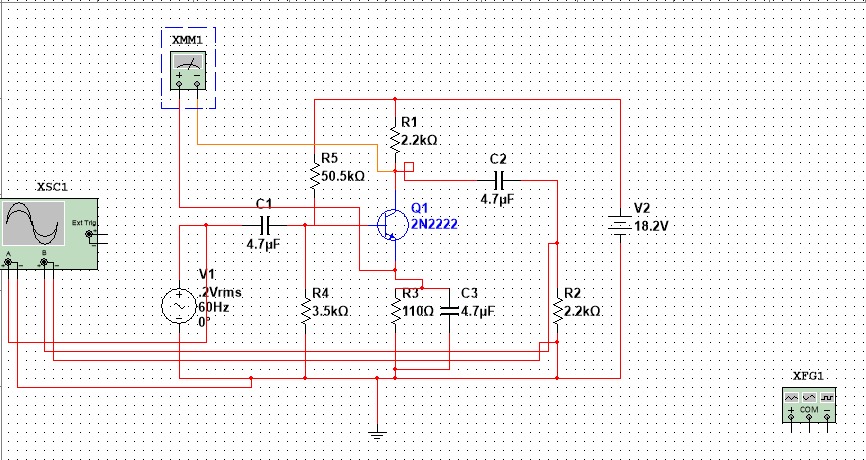 XMM1
+ -
R1
2.2kΩ
R5
50.5kΩ
C2
4.7µF
XSC1
Ext Trig
+
-
A
B
+ - + -
C1
4.7µF
Q1
2N2222
V2
18.2V
V1
.2Vrms
60Hz
0°
R4
3.5kΩ
R3
110Ω
C3
4.7µF
R2
2.2kΩ
XFG1
+ COM -